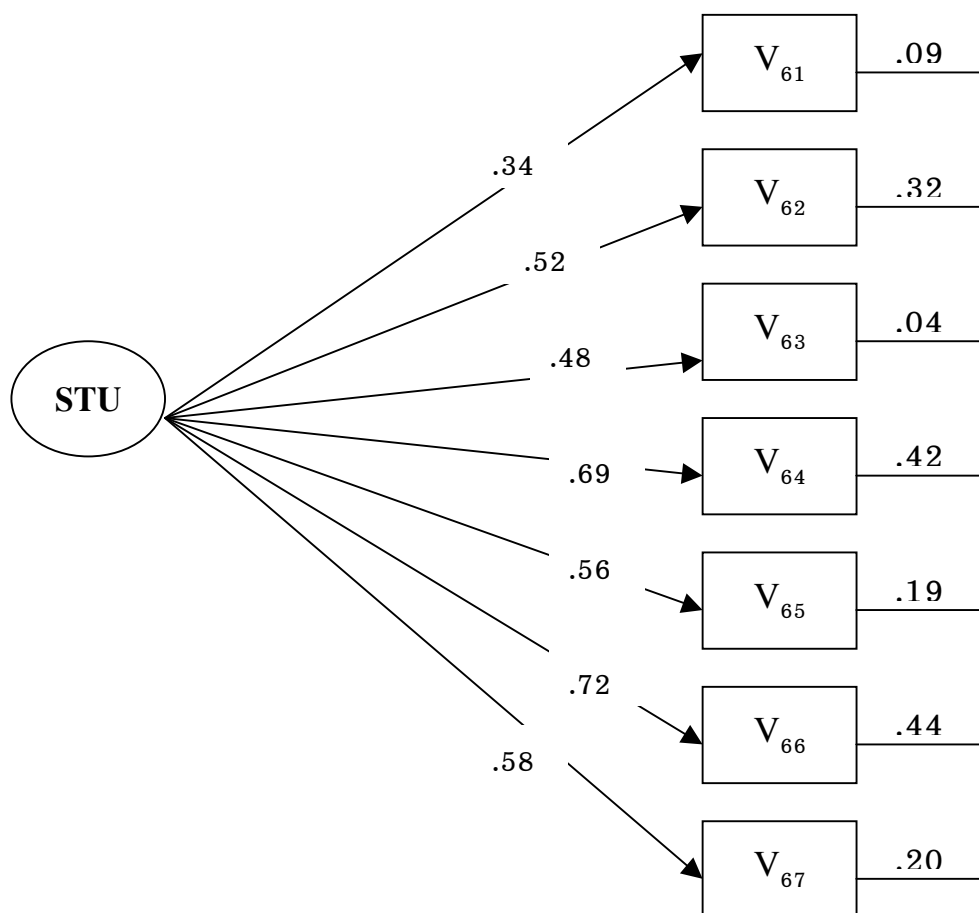 V61 .09
.34
V62 .32
.52
V63 .04
.48
STU
V64 .42
.69
.56
V65 .19
.72
V66 .44
.58
V67 .20